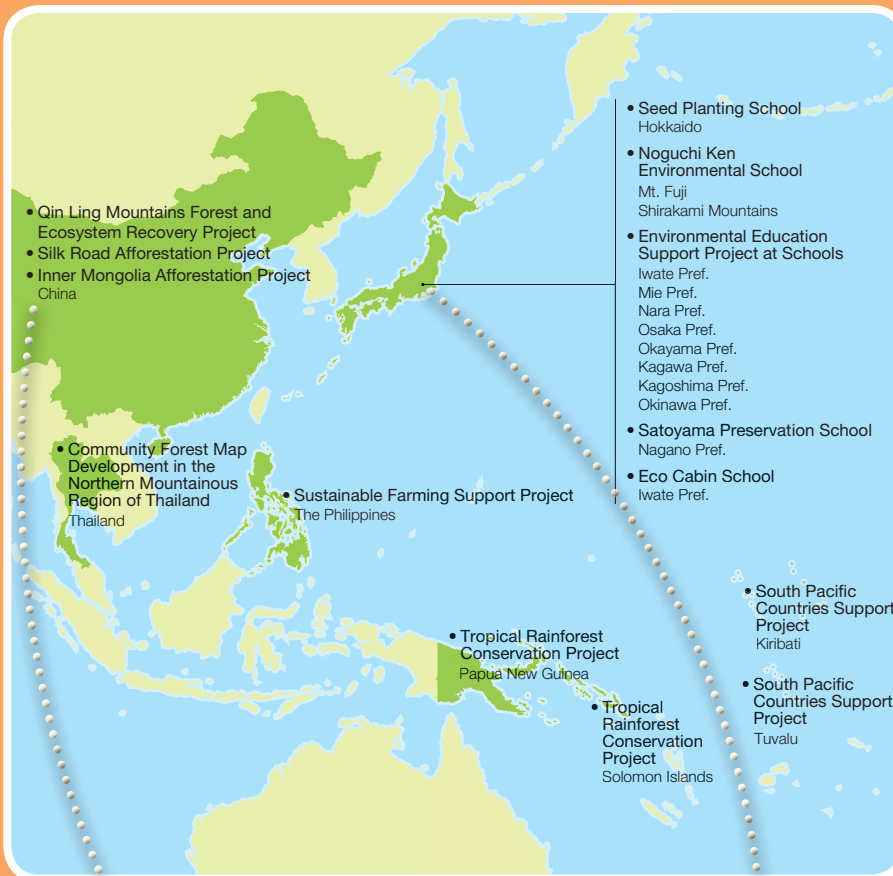 • Seed Planting School
Hokkaido
• Noguchi Ken
Environmental School
Mt. Fuji
Shirakami Mountains
• Environmental Education
Support Project at Schools
Iwate Pref.
Mie Pref.
Nara Pref.
Osaka Pref.
Okayama Pref.
Kagawa Pref.
Kagoshima Pref.
Okinawa Pref.
• Satoyama Preservation School
Nagano Pref.
• Eco Cabin School
Iwate Pref.
• Qin Ling Mountains Forest and
Ecosystem Recovery Project
• Silk Road Afforestation Project
• Inner Mongolia Afforestation Project
China
• Community Forest Map
Development in the
Northern Mountainous
Region of Thailand
Thailand
• Sustainable Farming Support Project
The Philippines
• Tropical Rainforest
Conservation Project
Papua New Guinea
• Tropical
Rainforest
Conservation
Project
Solomon Islands
• South Pacific
Countries Support
Project
Kiribati
• South Pacific
Countries Support
Project
Tuvalu